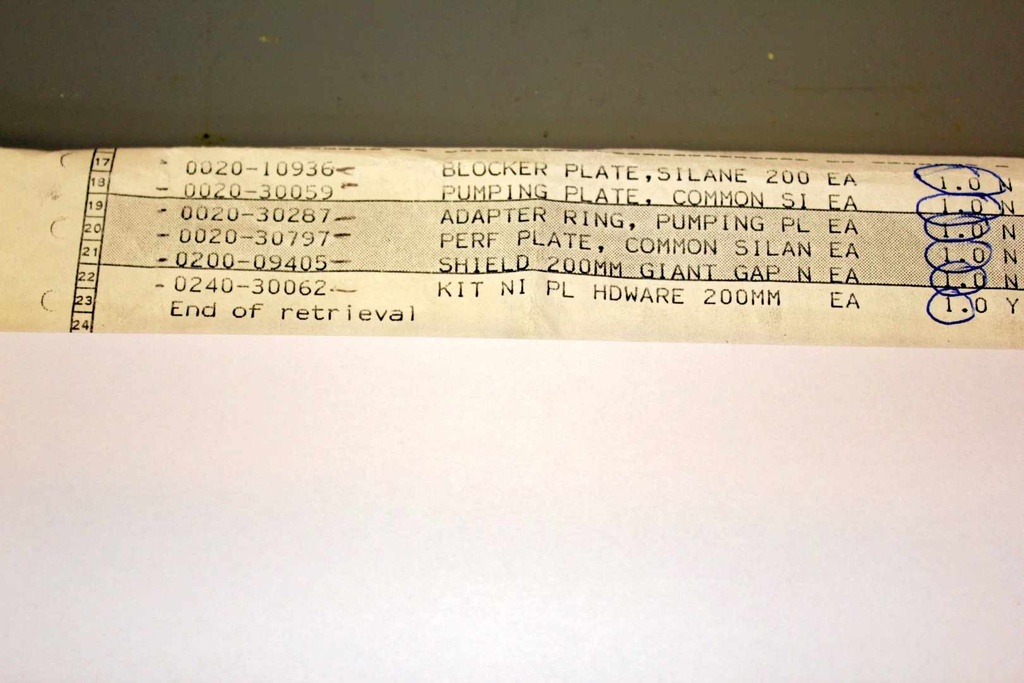 17 - 0020-10936- BLOCKER PLATE,SILANE 200 EA 1.0 N
18 - 0020-30059- PUMPING PLATE, COMMON SI EA 1.0 N
19 - 0020-30287- ADAPTER RING, PUMPING PL EA 1.0 N
20 - 0020-30797- PERF PLATE, COMMON SILAN EA 1.0 N
21 - 0200-09405- SHIELD 200MM GIANT GAP N EA 1.0 N
22 - 0240-30062- KIT NI PL HDWARE 200MM EA 1.0 Y
23 End of retrieval
24